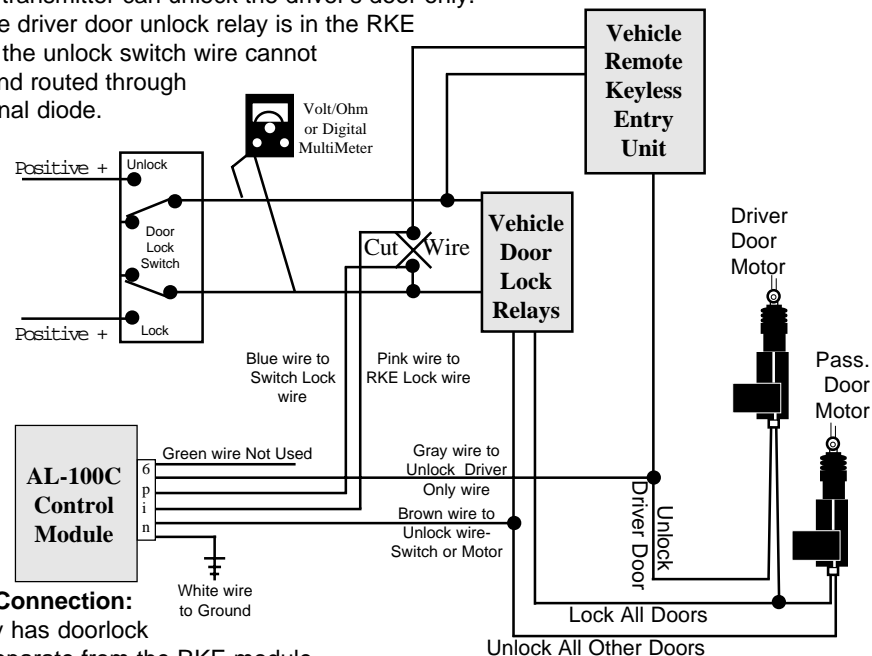 transmitter can unlock the driver's door only.
e driver door unlock relay is in the RKE
the unlock switch wire cannot
nd routed through
nal diode.
Vehicle
Remote
Keyless
Entry
Unit
Volt/Ohm
or Digital
MultiMeter
Positive +
Unlock
Door
Lock
Switch
Lock
Positive +
Cut Wire
Vehicle
Door
Lock
Relays
Driver
Door
Motor
Pass.
Door
Motor
Blue wire to
Switch Lock
wire
Pink wire to
RKE Lock wire
AL-100C
Control
Module
6
p
i
n
Green wire Not Used
Gray wire to
Unlock Driver
Only wire
Brown wire to
Unlock wire-
Switch or Motor
White wire
to Ground
Unlock
Driver Door
Connection:
y has doorlock
eparate from the RKE module
Lock All Doors
Unlock All Other Doors